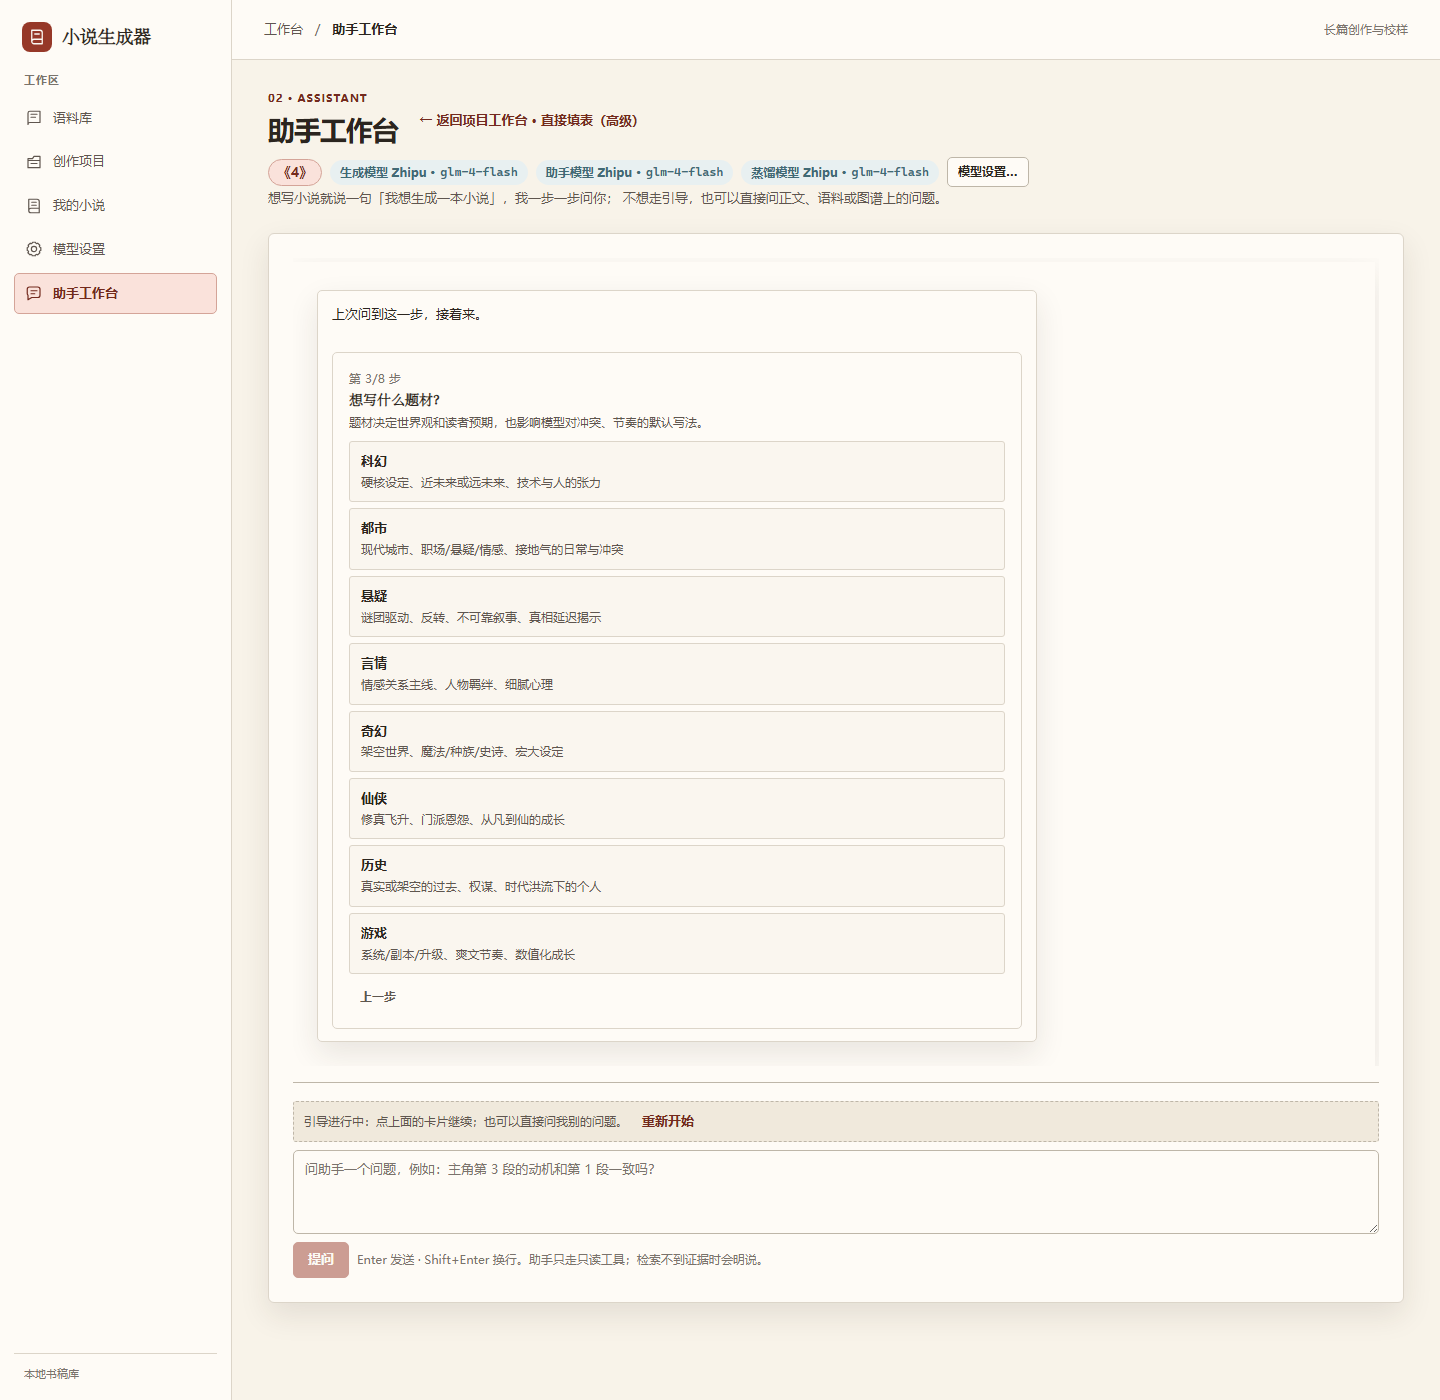 小说生成器
工作区
语料库
创作项目
我的小说
模型设置
助手工作台
本地书稿库
工作台 / 助手工作台
长篇创作与校样
02 • ASSISTANT
助手工作台
← 返回项目工作台 • 直接填表（高级）
《4》 生成模型 Zhipu • glm-4-flash 助手模型 Zhipu • glm-4-flash 蒸馏模型 Zhipu • glm-4-flash 模型设置...
想写小说就说一句「我想生成一本小说」，我一步一步问你； 不想走引导，也可以直接问正文、语料或图谱上的问题。
上次问到这一步，接着来。
第 3/8 步
想写什么题材?
题材决定世界观和读者预期，也影响模型对冲突、节奏的默认写法。
科幻
硬核设定、近未来或远未来、技术与人的张力
都市
现代城市、职场/悬疑/情感、接地气的日常与冲突
悬疑
谜团驱动、反转、不可靠叙事、真相延迟揭示
言情
情感关系主线、人物羁绊、细腻心理
奇幻
架空世界、魔法/种族/史诗、宏大设定
仙侠
修真飞升、门派恩怨、从凡到仙的成长
历史
真实或架空的过去、权谋、时代洪流下的个人
游戏
系统/副本/升级、爽文节奏、数值化成长
上一步
引导进行中：点上面的卡片继续；也可以直接问我别的问题。 重新开始
问助手一个问题，例如：主角第 3 段的动机和第 1 段一致吗?
提问 Enter 发送 · Shift+Enter 换行。助手只走只读工具；检索不到证据时会明说。